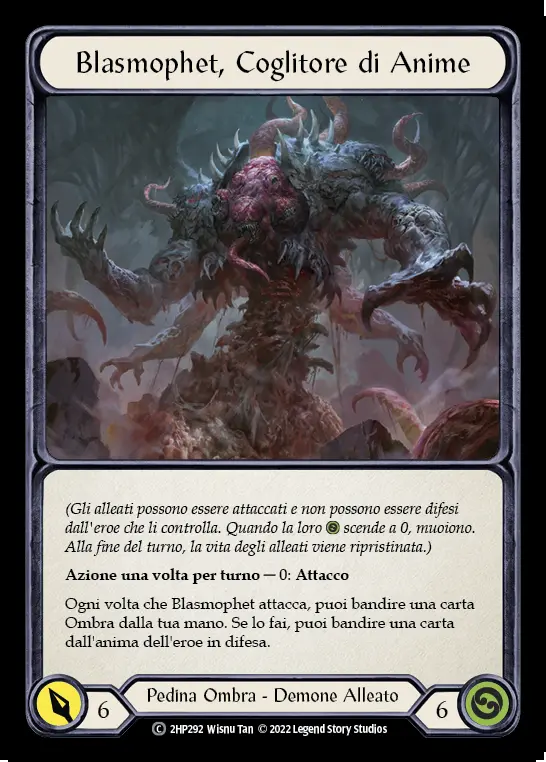 Blasmophet, Coglitore di Anime
(Gli alleati possono essere attaccati e non possono essere difesi
dall'eroe che li controlla. Quando la loro scende a 0, muoiono.
Alla fine del turno, la vita degli alleati viene ripristinata.)
Azione una volta per turno — 0: Attacco
Ogni volta che Blasmophet attacca, puoi bandire una carta
Ombra dalla tua mano. Se lo fai, puoi bandire una carta
dall'anima dell'eroe in difesa.
6
Pedina Ombra - Demone Alleato
6
C 2HP292 Wisnu Tan © 2022 Legend Story Studios